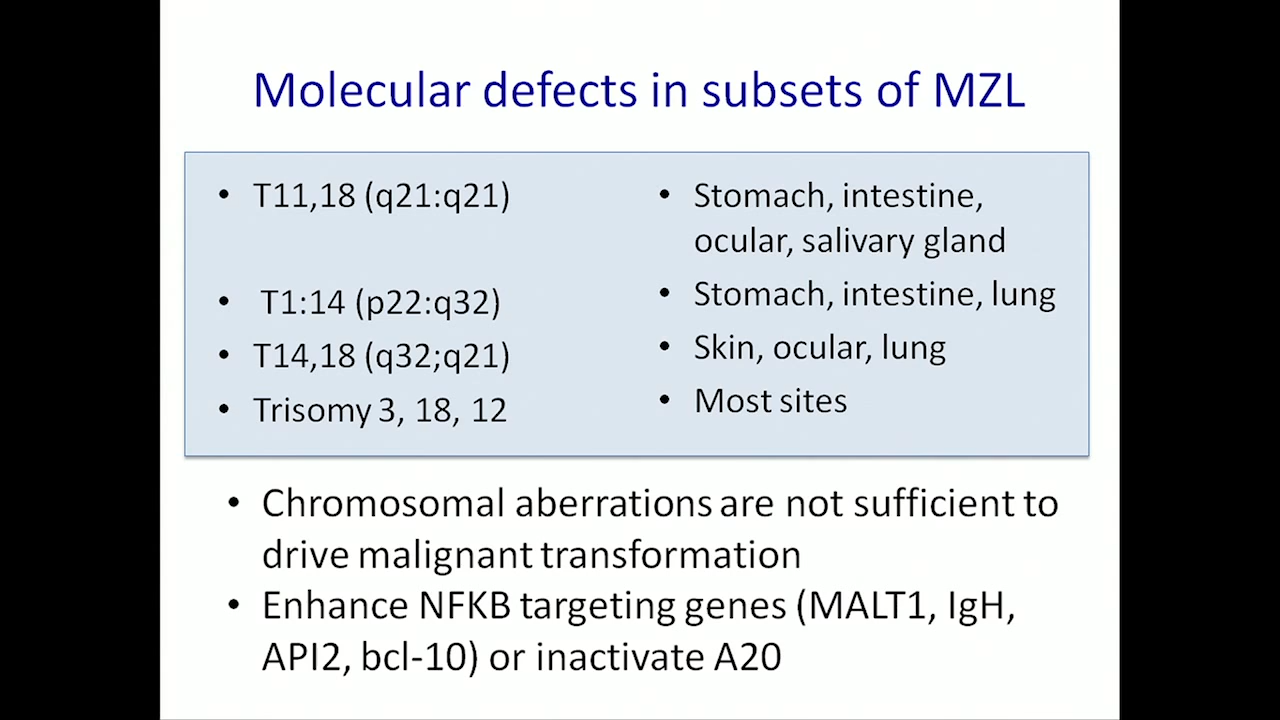 Molecular defects in subsets of MZL
• T11,18 (q21:q21)
• T1:14 (p22:q32)
• T14,18 (q32;q21)
• Trisomy 3, 18, 12
• Stomach, intestine,
ocular, salivary gland
• Stomach, intestine, lung
• Skin, ocular, lung
• Most sites
• Chromosomal aberrations are not sufficient to
drive malignant transformation
• Enhance NFKB targeting genes (MALT1, IgH,
API2, bcl-10) or inactivate A20